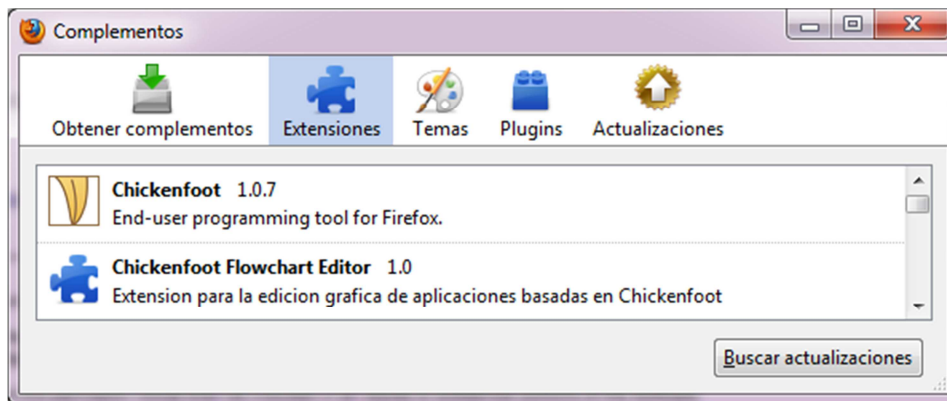 Complementos
Obtener complementos Extensiones Temas Plugins Actualizaciones
Chickenfoot 1.0.7
End-user programming tool for Firefox.
Chickenfoot Flowchart Editor 1.0
Extension para la edicion grafica de aplicaciones basadas en Chickenfoot
Buscar actualizaciones